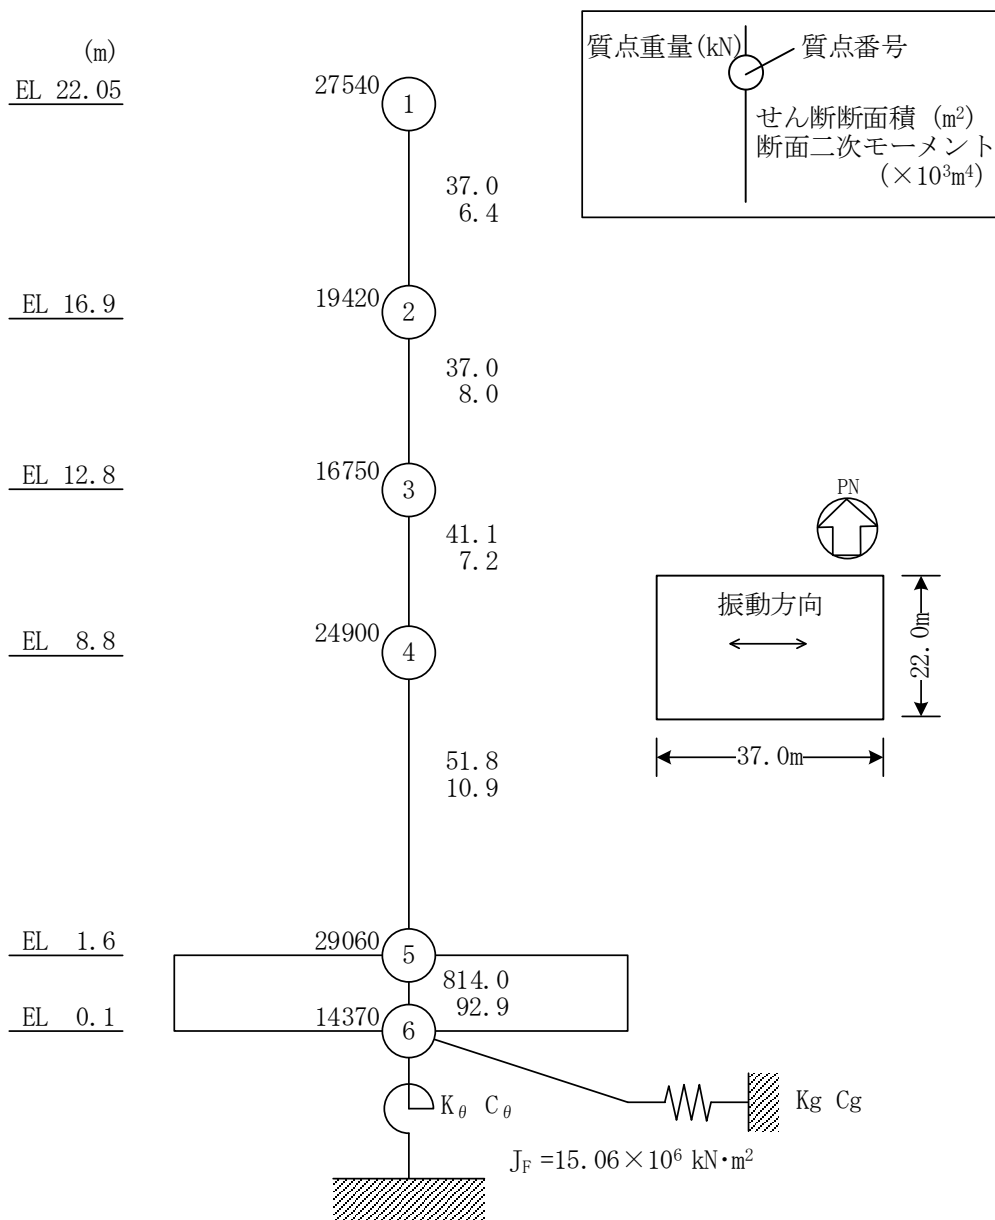 (m)
EL 22.05
27540
1
37.0
6.4
EL 16.9
19420
2
37.0
8.0
EL 12.8
16750
3
41.1
7.2
EL 8.8
24900
4
51.8
10.9
EL 1.6
29060
5
814.0
92.9
EL 0.1
14370
6
Kθ Cθ
Kg Cg
J_F =15.06×10⁶ kN・m²
質点重量(kN)
質点番号
せん断断面積 (m²)
断面二次モーメント
(×10³m⁴)
PN
振動方向
22.0m
37.0m